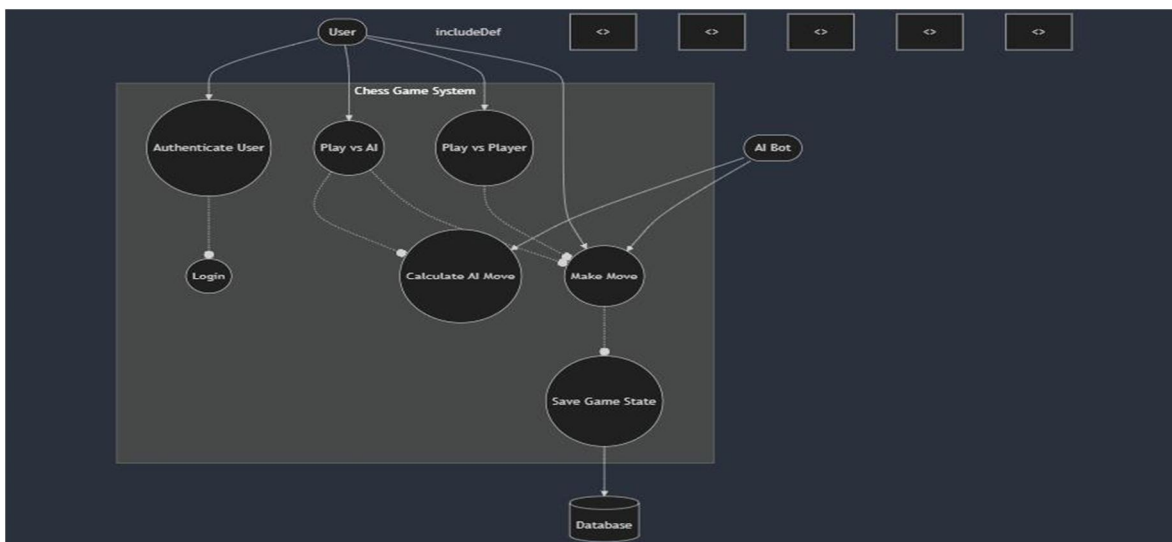 User
includeDef
<>
<>
<>
<>
<>
Chess Game System
Authenticate User
Play vs AI
Play vs Player
AI Bot
Login
Calculate AI Move
Make Move
Save Game State
Database